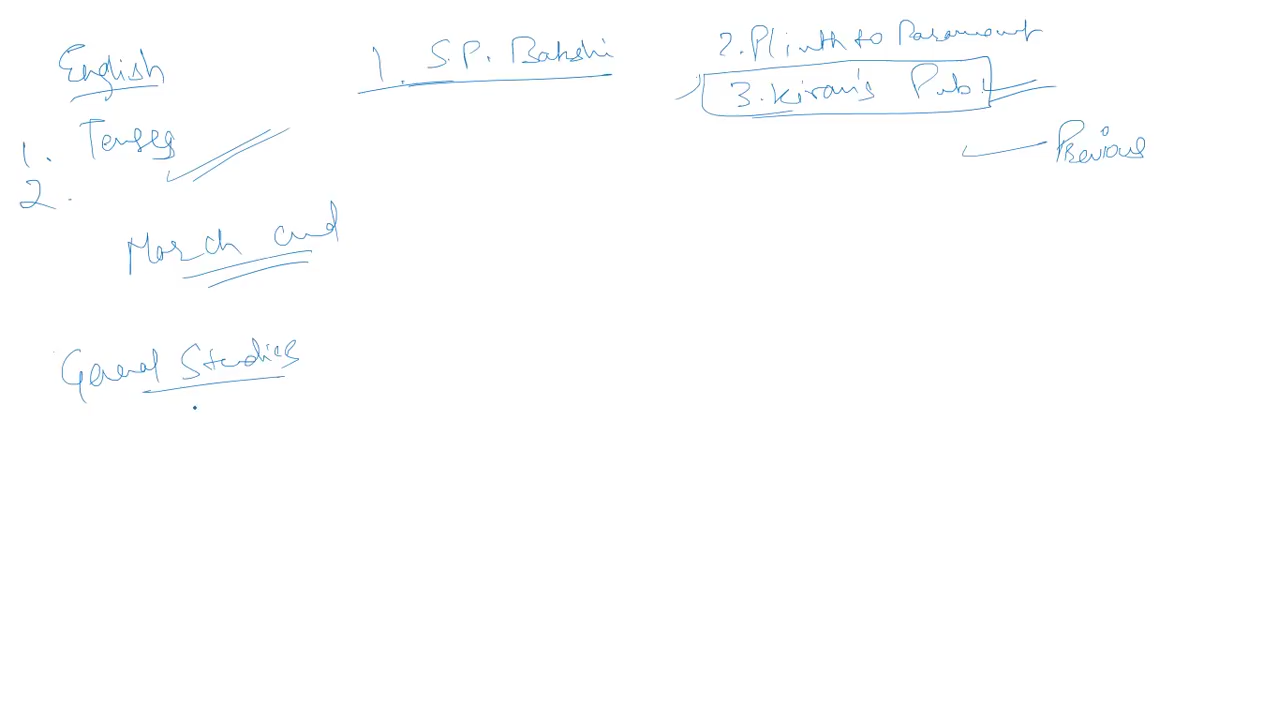 English
1. S.P. Bakshi
2. Plinth to Paramount
3. Kiran's Pub.
Previous
1. Tenses
2.
March end
General Studies